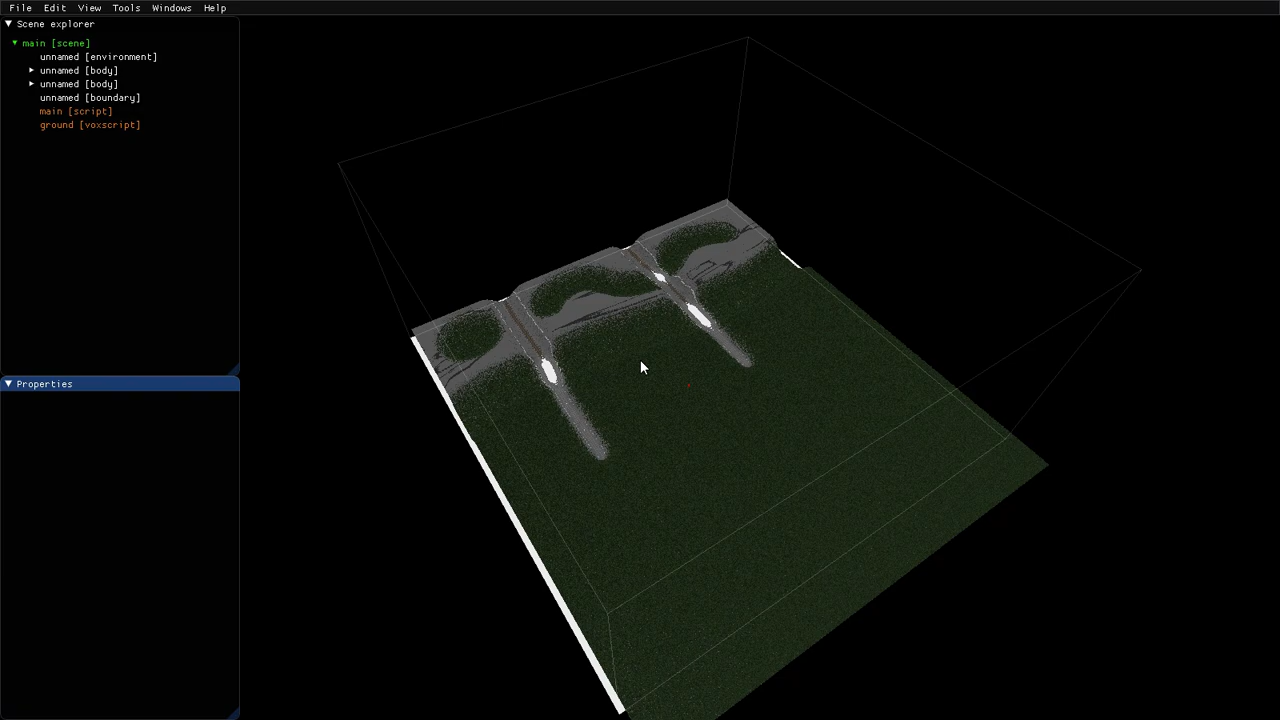 File Edit View Tools Windows Help
Scene explorer
main [scene]
unnamed [environment]
unnamed [body]
unnamed [body]
unnamed [boundary]
main [script]
ground [voxscript]
Properties